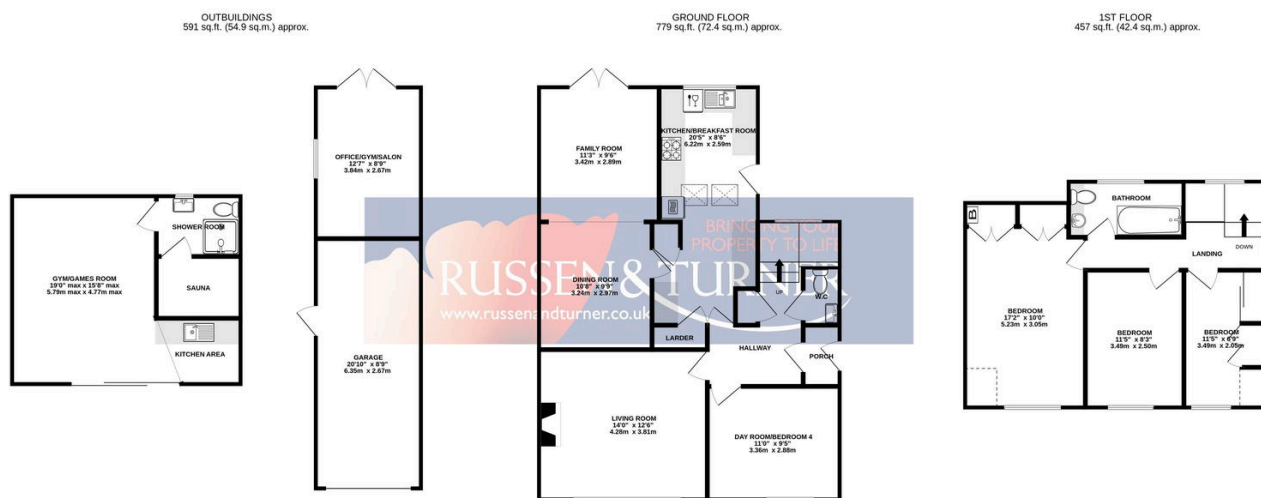 OUTBUILDINGS
591 sq.ft. (54.9 sq.m.) approx.
GROUND FLOOR
779 sq.ft. (72.4 sq.m.) approx.
1ST FLOOR
457 sq.ft. (42.4 sq.m.) approx.
OFFICE/GYM/SALON
12'7" x 8'9"
3.84m x 2.67m
SHOWER ROOM
GYM/GAMES ROOM
19'0" max x 15'8" max
5.79m max x 4.77m max
SAUNA
KITCHEN AREA
GARAGE
20'10" x 8'9"
6.35m x 2.67m
FAMILY ROOM
11'3" x 9'6"
3.42m x 2.89m
KITCHEN/BREAKFAST ROOM
20'5" x 8'6"
6.22m x 2.59m
BRINGING YOUR
PROPERTY TO LIFE
RUSSEN & TURNER
www.russenandturner.co.uk
DINING ROOM
10'8" x 9'9"
3.24m x 2.97m
UP
W.C
LARDER
HALLWAY
PORCH
LIVING ROOM
14'0" x 12'6"
4.28m x 3.81m
DAY ROOM/BEDROOM 4
11'0" x 9'5"
3.36m x 2.88m
B
BATHROOM
DOWN
LANDING
BEDROOM
17'2" x 10'0"
5.23m x 3.05m
BEDROOM
11'5" x 8'3"
3.49m x 2.50m
BEDROOM
11'5" x 6'9"
3.49m x 2.05m